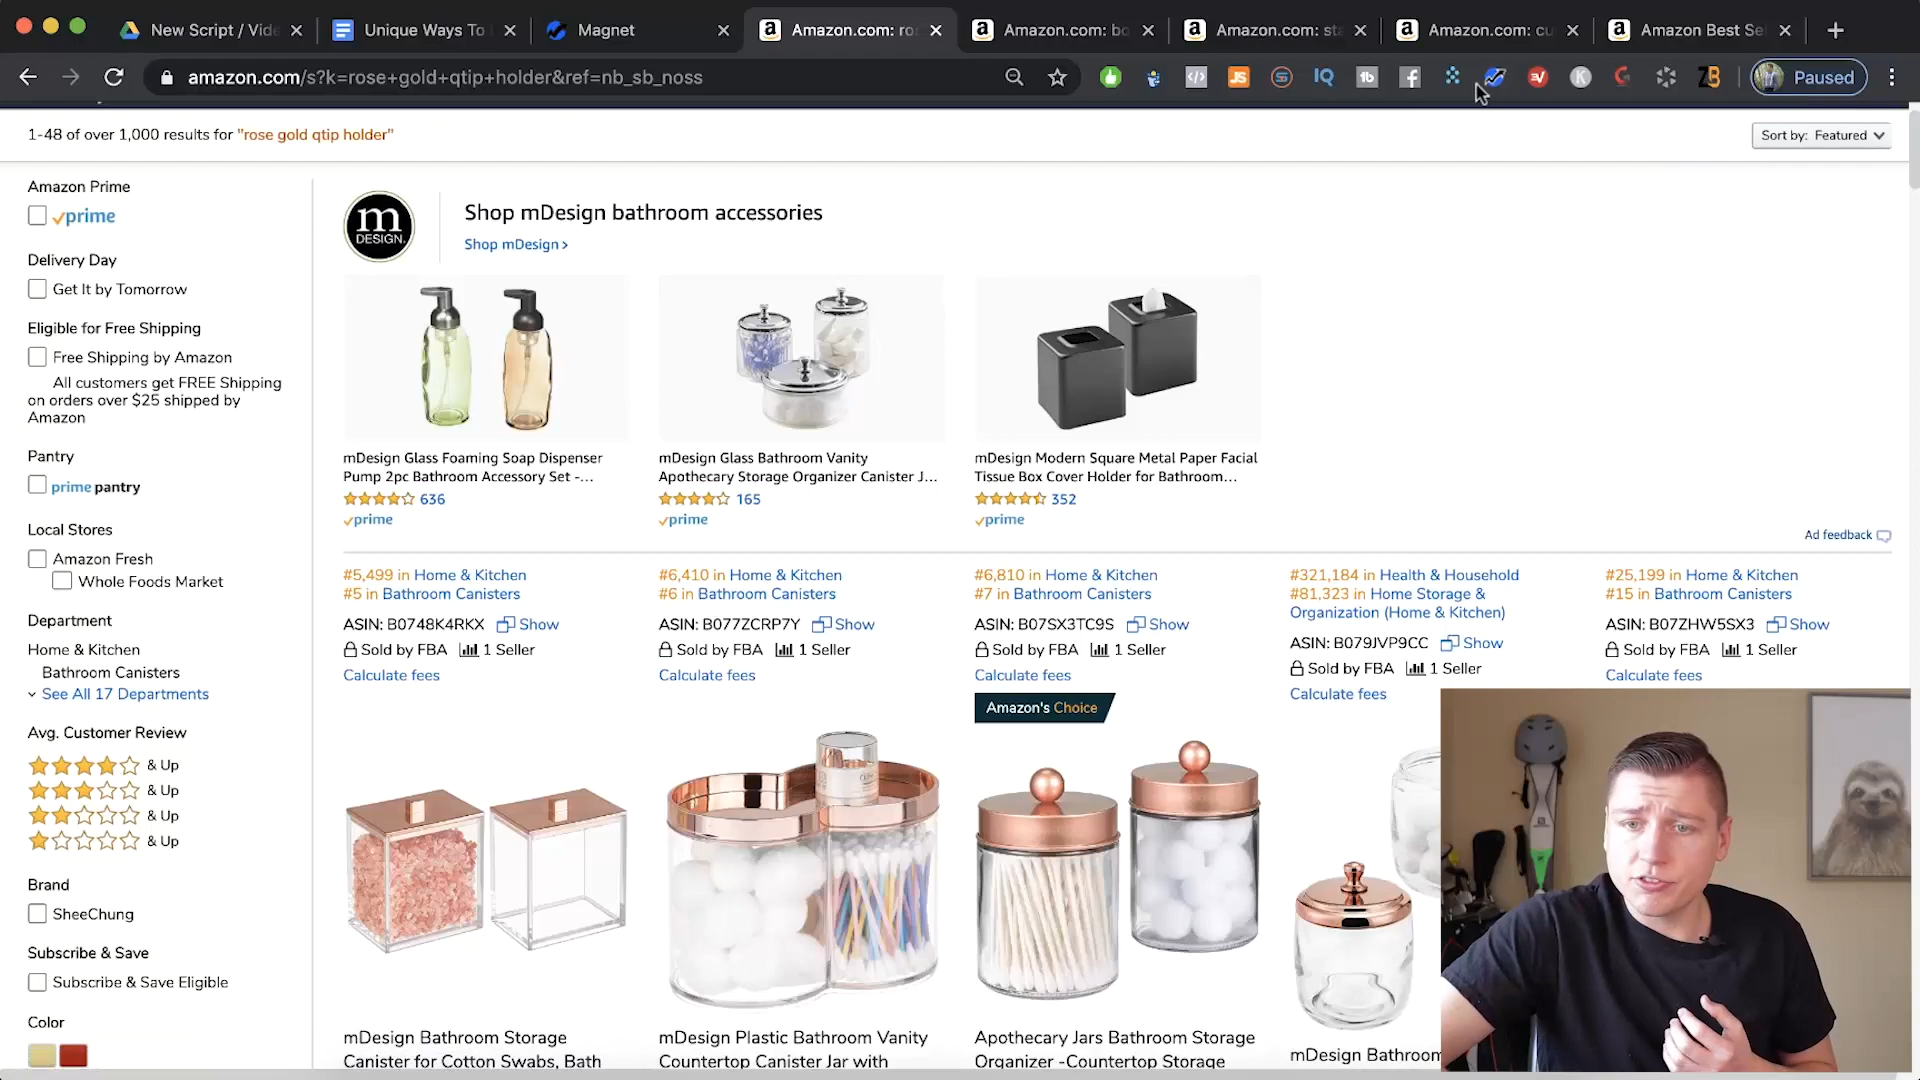 New Script / Vide
Unique Ways To
Magnet
Amazon.com: ro
Amazon.com: bo
Amazon.com: sta
Amazon.com: cu
Amazon Best Se
amazon.com/s?k=rose+gold+qtip+holder&ref=nb_sb_noss
Paused
1-48 of over 1,000 results for "rose gold qtip holder"
Sort by: Featured
Amazon Prime
prime
Delivery Day
Get It by Tomorrow
Eligible for Free Shipping
Free Shipping by Amazon
All customers get FREE Shipping
on orders over $25 shipped by
Amazon
Pantry
prime pantry
Local Stores
Amazon Fresh
Whole Foods Market
Department
Home & Kitchen
Bathroom Canisters
See All 17 Departments
Avg. Customer Review
& Up
& Up
& Up
& Up
Brand
SheeChung
Subscribe & Save
Subscribe & Save Eligible
Color
m
DESIGN
Shop mDesign bathroom accessories
Shop mDesign ›
mDesign Glass Foaming Soap Dispenser
Pump 2pc Bathroom Accessory Set -...
636
prime
mDesign Glass Bathroom Vanity
Apothecary Storage Organizer Canister J...
165
prime
mDesign Modern Square Metal Paper Facial
Tissue Box Cover Holder for Bathroom...
352
prime
Ad feedback
#5,499 in Home & Kitchen
#5 in Bathroom Canisters
ASIN: B0748K4RKX Show
Sold by FBA 1 Seller
Calculate fees
mDesign Bathroom Storage
Canister for Cotton Swabs, Bath
#6,410 in Home & Kitchen
#6 in Bathroom Canisters
ASIN: B077ZCRP7Y Show
Sold by FBA 1 Seller
Calculate fees
mDesign Plastic Bathroom Vanity
Countertop Canister Jar with
#6,810 in Home & Kitchen
#7 in Bathroom Canisters
ASIN: B07SX3TC9S Show
Sold by FBA 1 Seller
Calculate fees
Amazon's Choice
Apothecary Jars Bathroom Storage
Organizer -Countertop Storage
#321,184 in Health & Household
#81,323 in Home Storage &
Organization (Home & Kitchen)
ASIN: B079JVP9CC Show
Sold by FBA 1 Seller
Calculate fees
mDesign Bathroom
#25,199 in Home & Kitchen
#15 in Bathroom Canisters
ASIN: B07ZHW5SX3 Show
Sold by FBA 1 Seller
Calculate fees